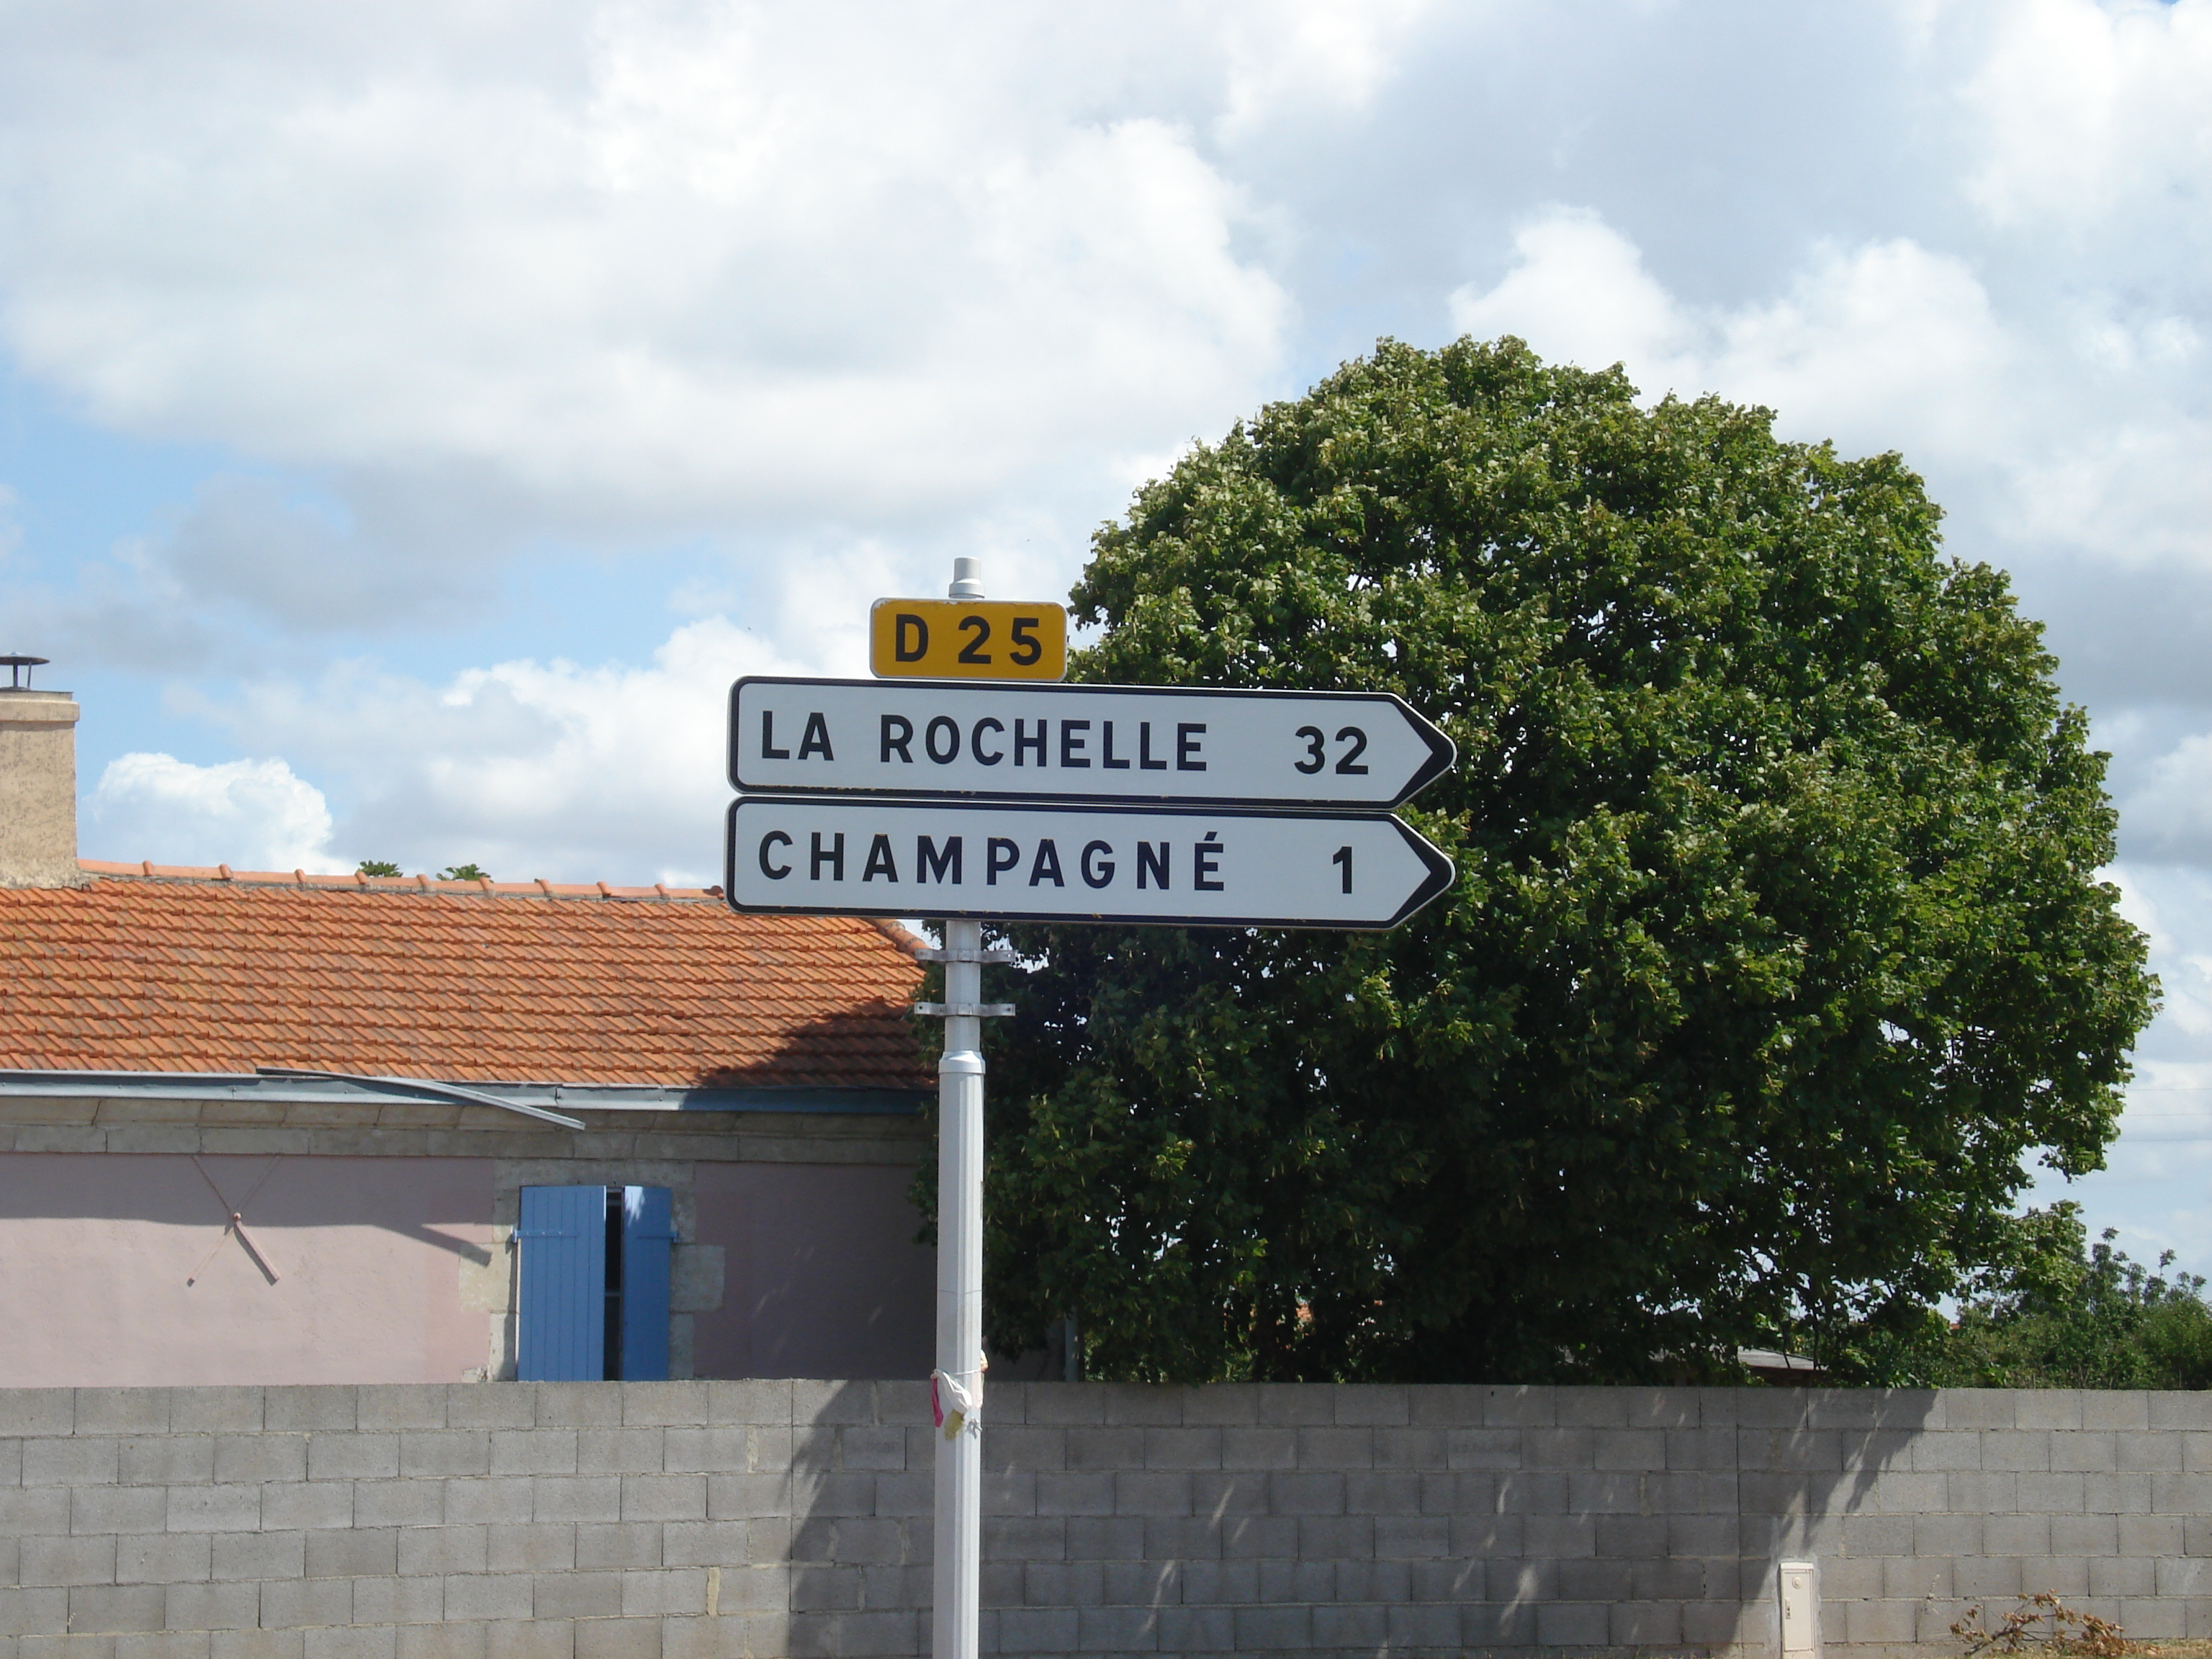 D 25
LA ROCHELLE 32
CHAMPAGNÉ 1